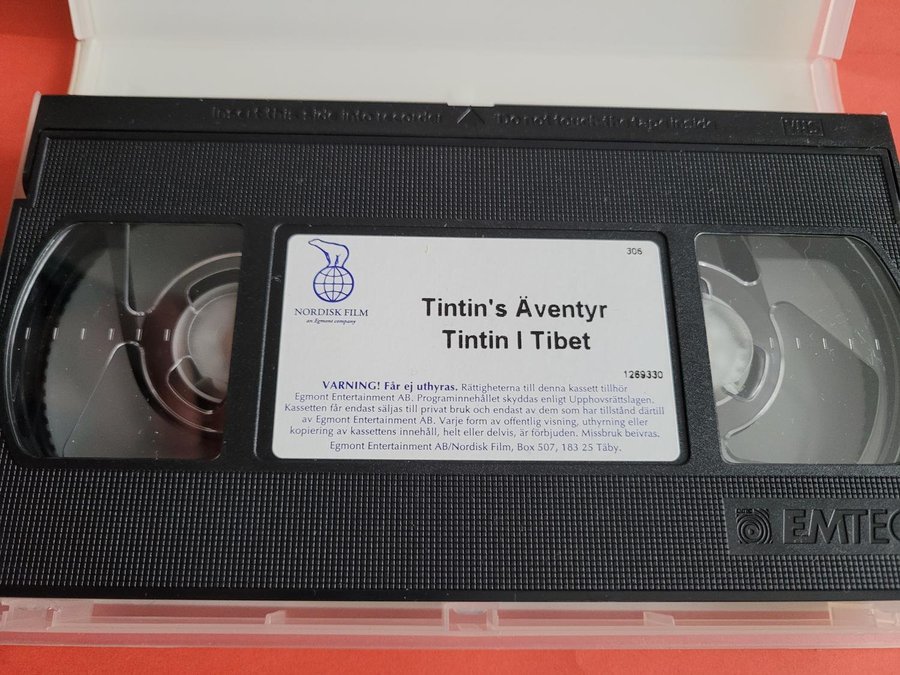 Insert this side into recorder Do not touch the tape inside VHS
306
NORDISK FILM
an Egmont company
Tintin's Äventyr
Tintin I Tibet
1269330
VARNING! Får ej uthyras. Rättigheterna till denna kassett tillhör
Egmont Entertainment AB. Programinnehållet skyddas enligt Upphovsrättslagen.
Kassetten får endast säljas till privat bruk och endast av dem som har tillstånd därtill
av Egmont Entertainment AB. Varje form av offentlig visning, uthyrning eller
kopiering av kassettens innehåll, helt eller delvis, är förbjuden. Missbruk beivras.
Egmont Entertainment AB/Nordisk Film, Box 507, 183 25 Täby.
EMTEC